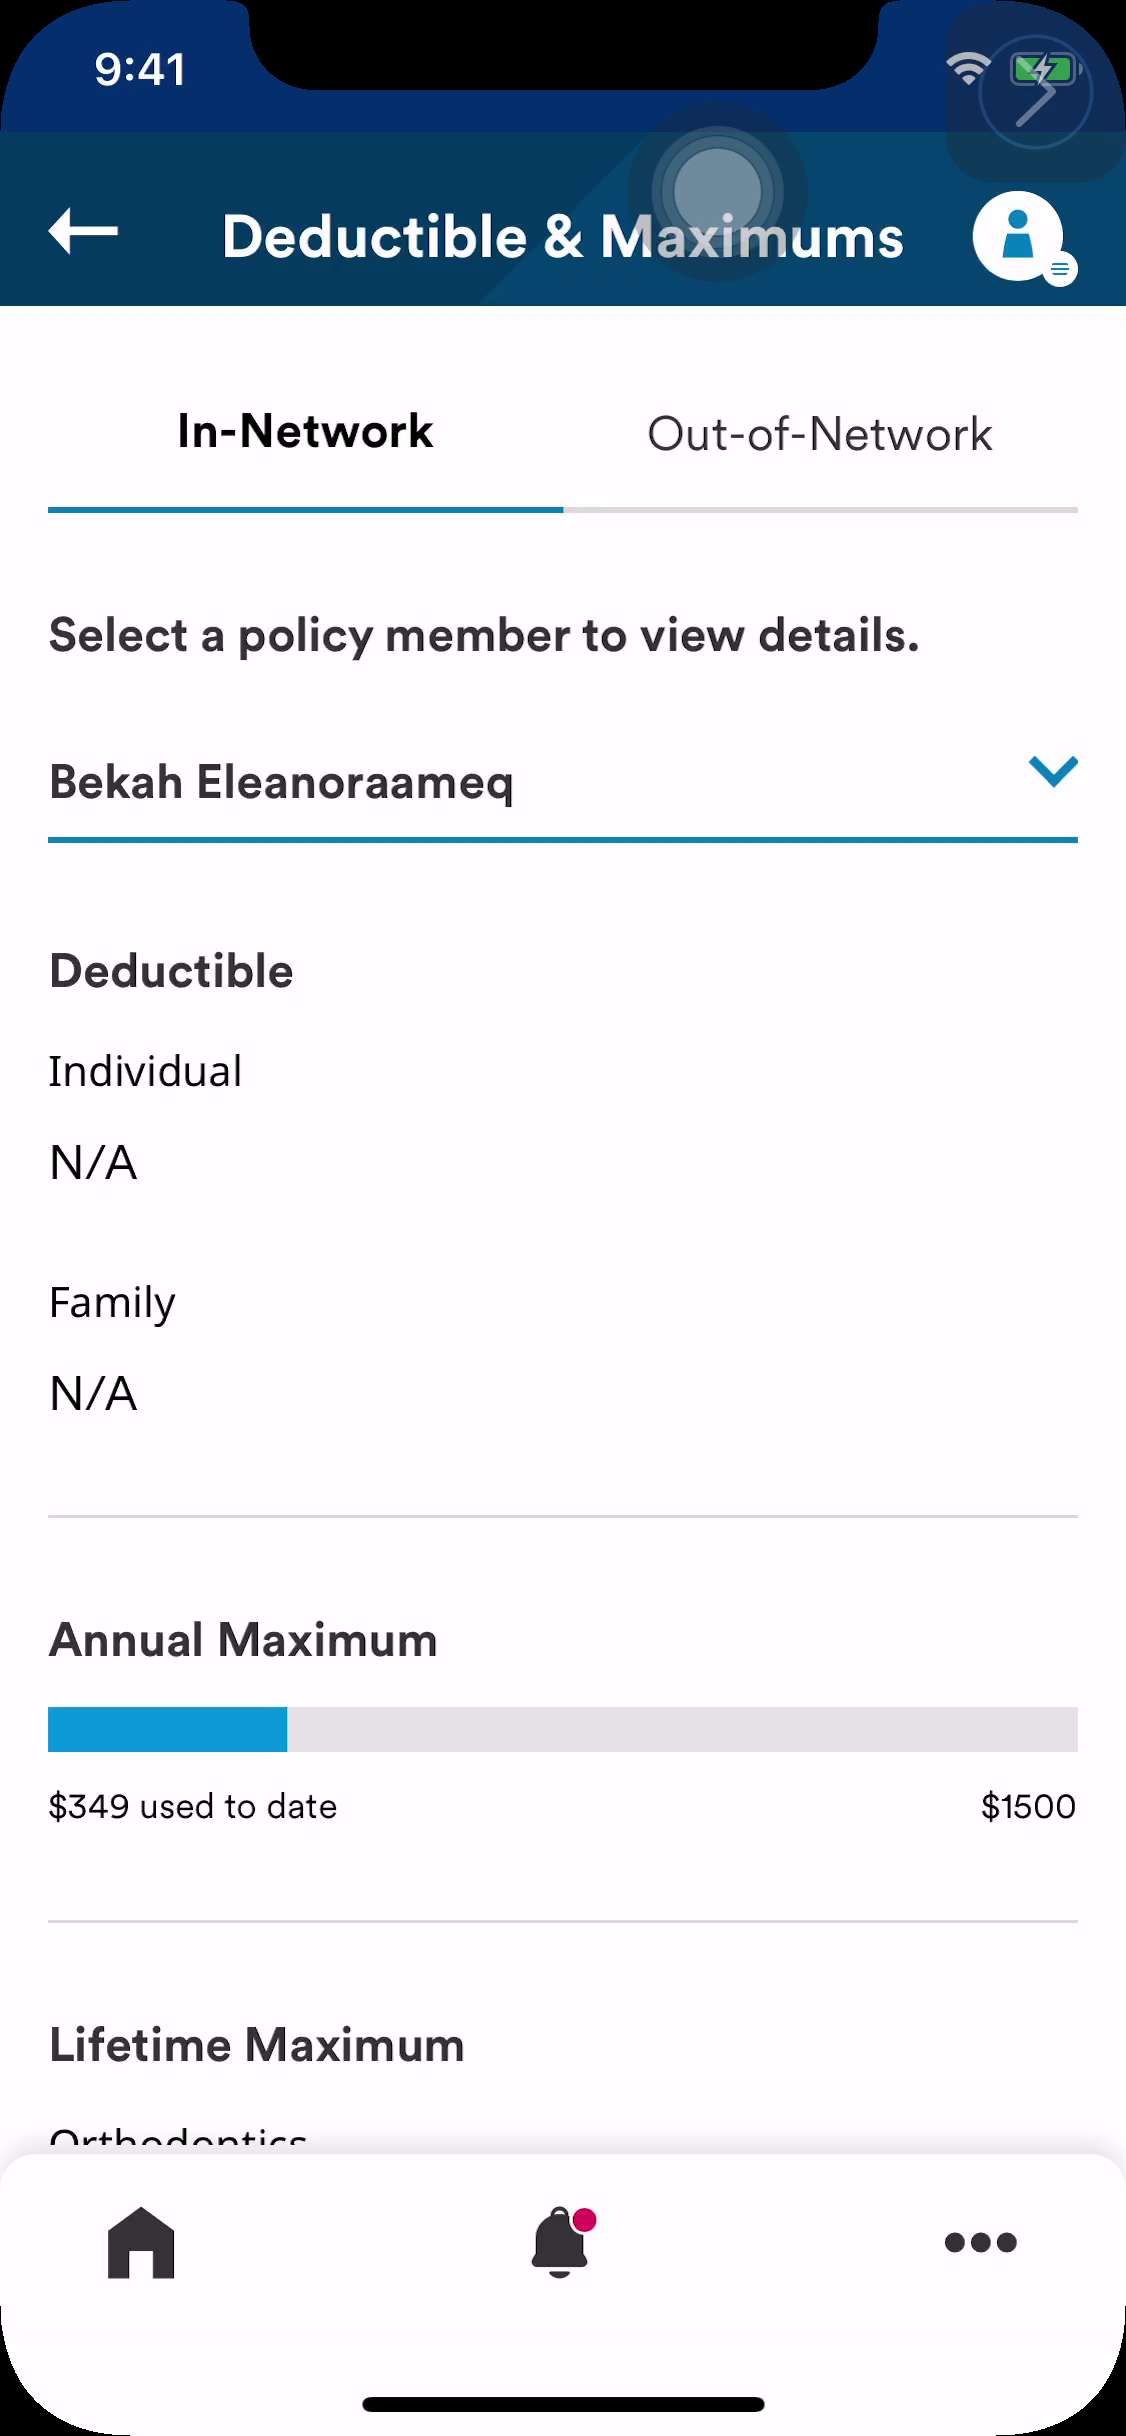 9:41
Deductible & Maximums
In-Network
Out-of-Network
Select a policy member to view details.
Bekah Eleanoraameq
Deductible
Individual
N/A
Family
N/A
Annual Maximum
$349 used to date
$1500
Lifetime Maximum
Orthodontics